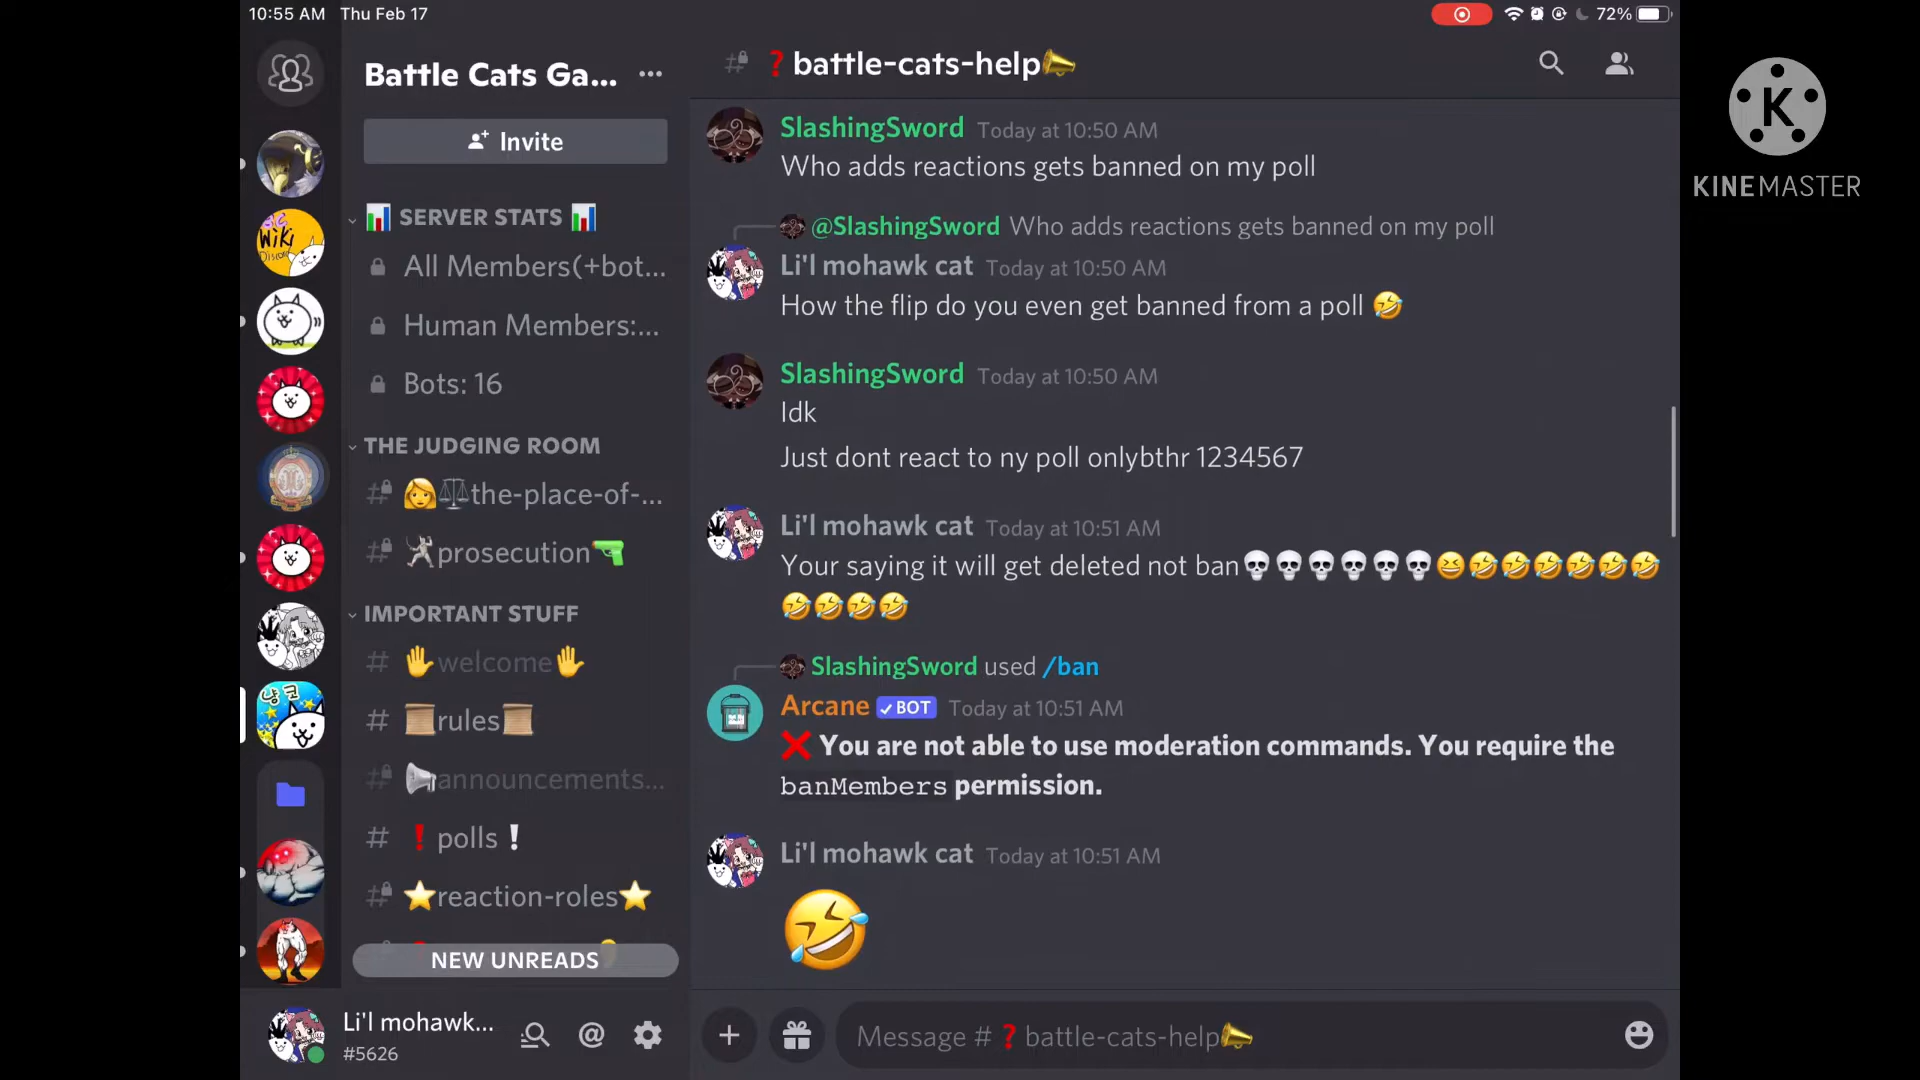 10:55 AM Thu Feb 17
72%
Battle Cats Ga...
Invite
SERVER STATS
All Members(+bot...
Human Members:...
Bots: 16
THE JUDGING ROOM
the-place-of-...
prosecution
IMPORTANT STUFF
welcome
rules
announcements...
❗polls❕
reaction-roles
NEW UNREADS
Li'l mohawk...
#5626
❓battle-cats-help
SlashingSword Today at 10:50 AM
Who adds reactions gets banned on my poll
@SlashingSword Who adds reactions gets banned on my poll
Li'l mohawk cat Today at 10:50 AM
How the flip do you even get banned from a poll 🤣
SlashingSword Today at 10:50 AM
Idk
Just dont react to ny poll onlybthr 1234567
Li'l mohawk cat Today at 10:51 AM
Your saying it will get deleted not ban💀💀💀💀💀💀😆🤣🤣🤣🤣🤣🤣
🤣🤣🤣🤣
SlashingSword used /ban
Arcane ✓BOT Today at 10:51 AM
❌ You are not able to use moderation commands. You require the
banMembers permission.
Li'l mohawk cat Today at 10:51 AM
🤣
Message #❓battle-cats-help
K
KINEMASTER
WiKi
냥코